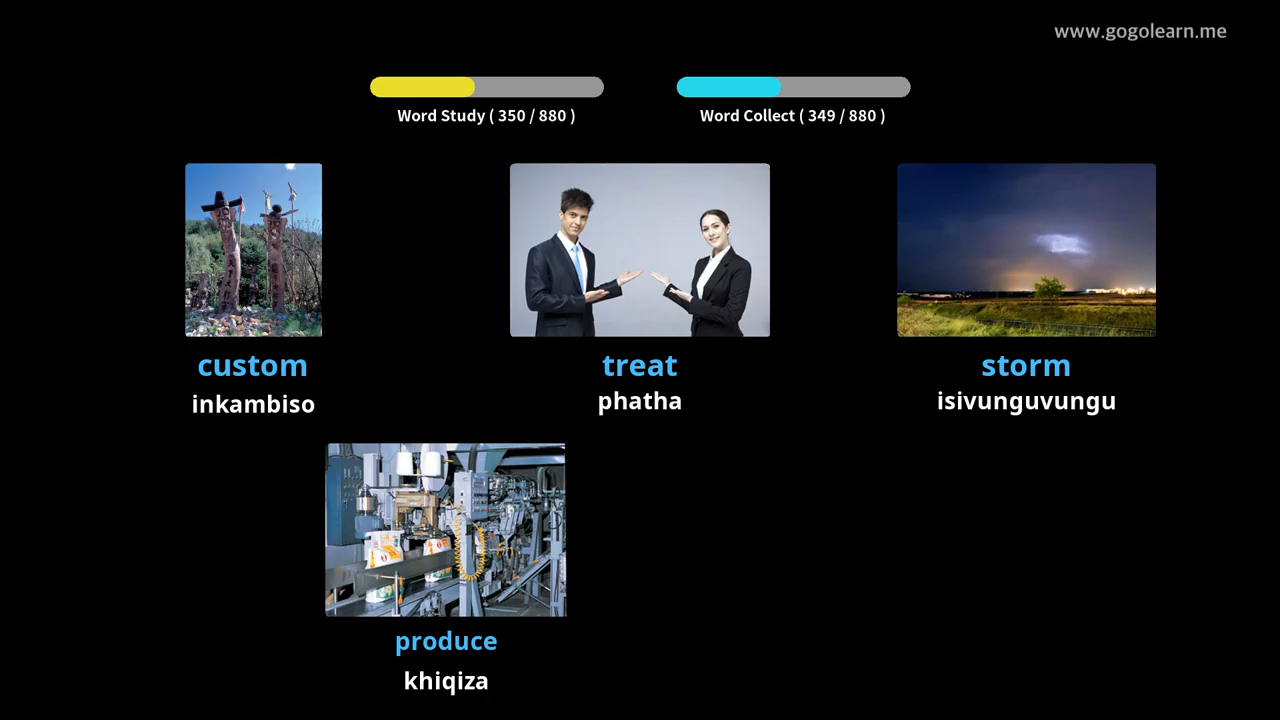 www.gogolearn.me
Word Study ( 350 / 880 )
Word Collect ( 349 / 880 )
custom
inkambiso
treat
phatha
storm
isivunguvungu
produce
khiqiza